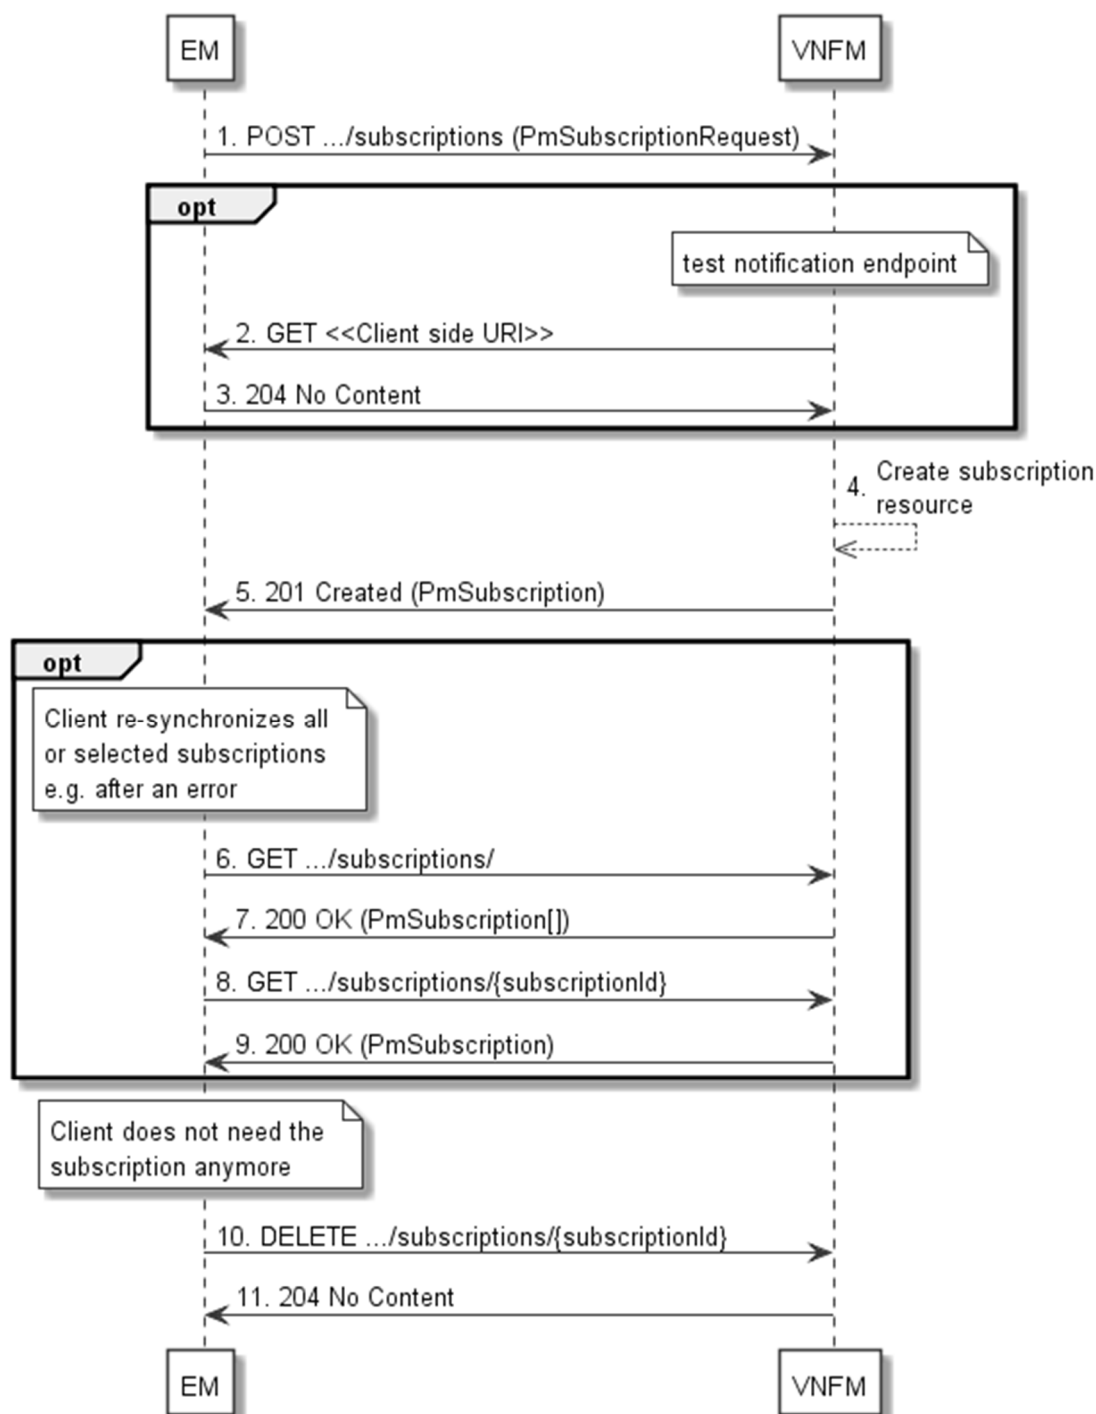 EM
VNFM
1. POST .../subscriptions (PmSubscriptionRequest)
opt
test notification endpoint
2. GET <<Client side URI>>
3. 204 No Content
4.
Create subscription
resource
5. 201 Created (PmSubscription)
opt
Client re-synchronizes all
or selected subscriptions
e.g. after an error
6. GET .../subscriptions/
7. 200 OK (PmSubscription[])
8. GET .../subscriptions/{subscriptionId}
9. 200 OK (PmSubscription)
Client does not need the
subscription anymore
10. DELETE .../subscriptions/{subscriptionId}
11. 204 No Content
EM
VNFM